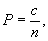 P = c/n,